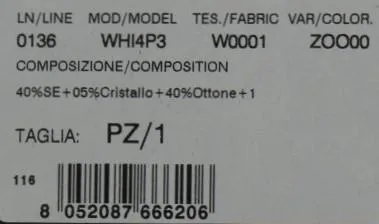 LN/LINE MOD/MODEL TES./FABRIC VAR/COLOR.
0136 WHI4P3 W0001 ZOO00
COMPOSIZIONE/COMPOSITION
40%SE+05%Cristallo+40%Ottone+1
TAGLIA: PZ/1
116
8 052087 666206